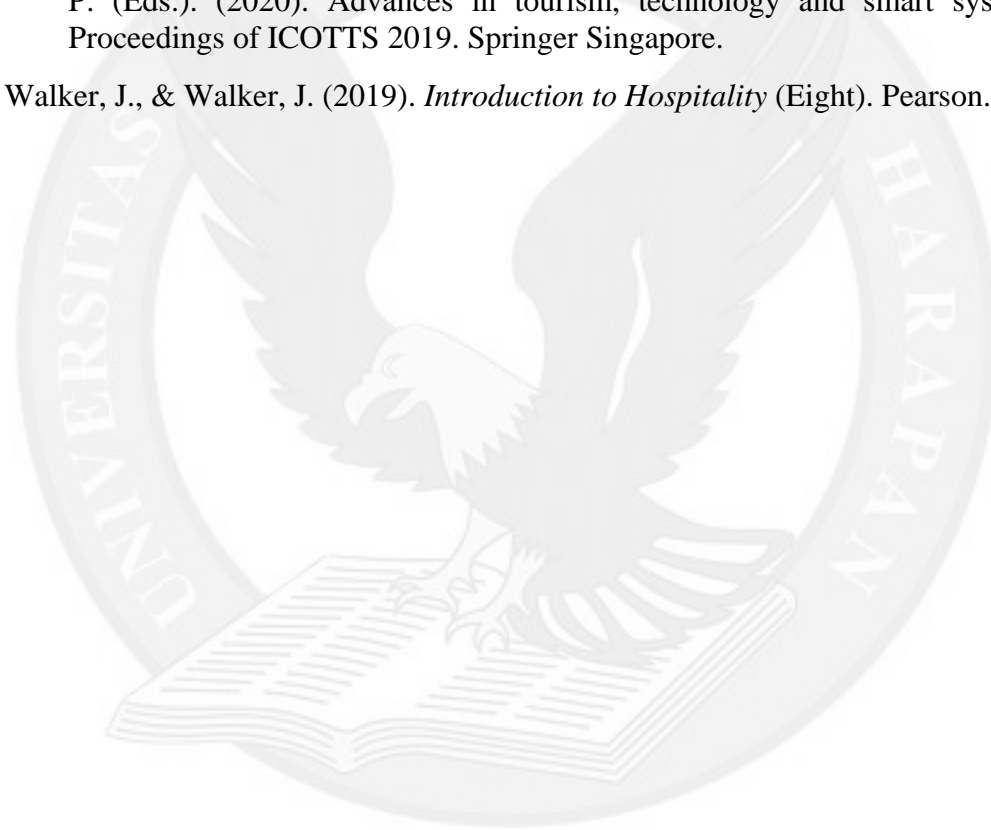 P. (Eds.). (2020). Advances in tourism, technology and smart sys
Proceedings of ICOTTS 2019. Springer Singapore.
Walker, J., & Walker, J. (2019). Introduction to Hospitality (Eight). Pearson.
UNIVERSITAS
HARAPAN